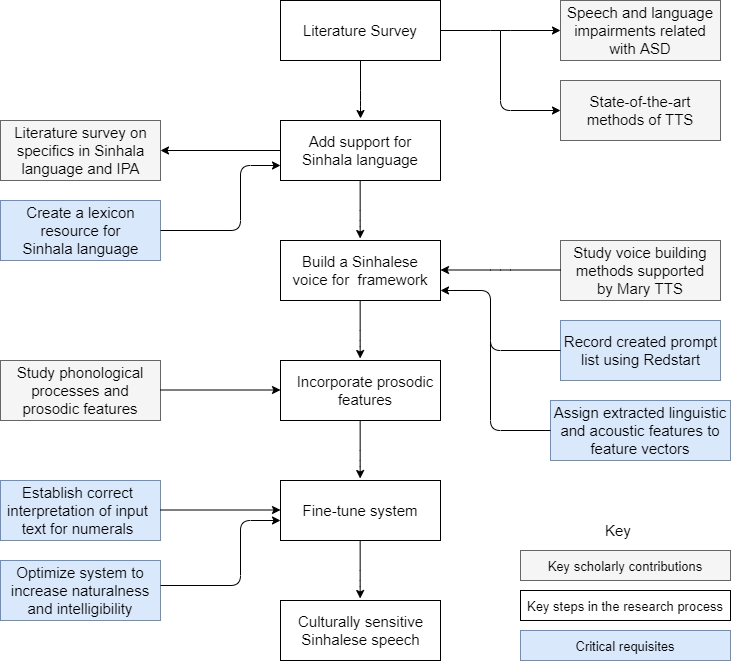 Literature Survey
Speech and language
impairments related
with ASD
State-of-the-art
methods of TTS
Literature survey on
specifics in Sinhala
language and IPA
Add support for
Sinhala language
Create a lexicon
resource for
Sinhala language
Build a Sinhalese
voice for framework
Study voice building
methods supported
by Mary TTS
Record created prompt
list using Redstart
Study phonological
processes and
prosodic features
Incorporate prosodic
features
Assign extracted linguistic
and acoustic features to
feature vectors
Establish correct
interpretation of input
text for numerals
Fine-tune system
Optimize system to
increase naturalness
and intelligibility
Culturally sensitive
Sinhalese speech
Key
Key scholarly contributions
Key steps in the research process
Critical requisites